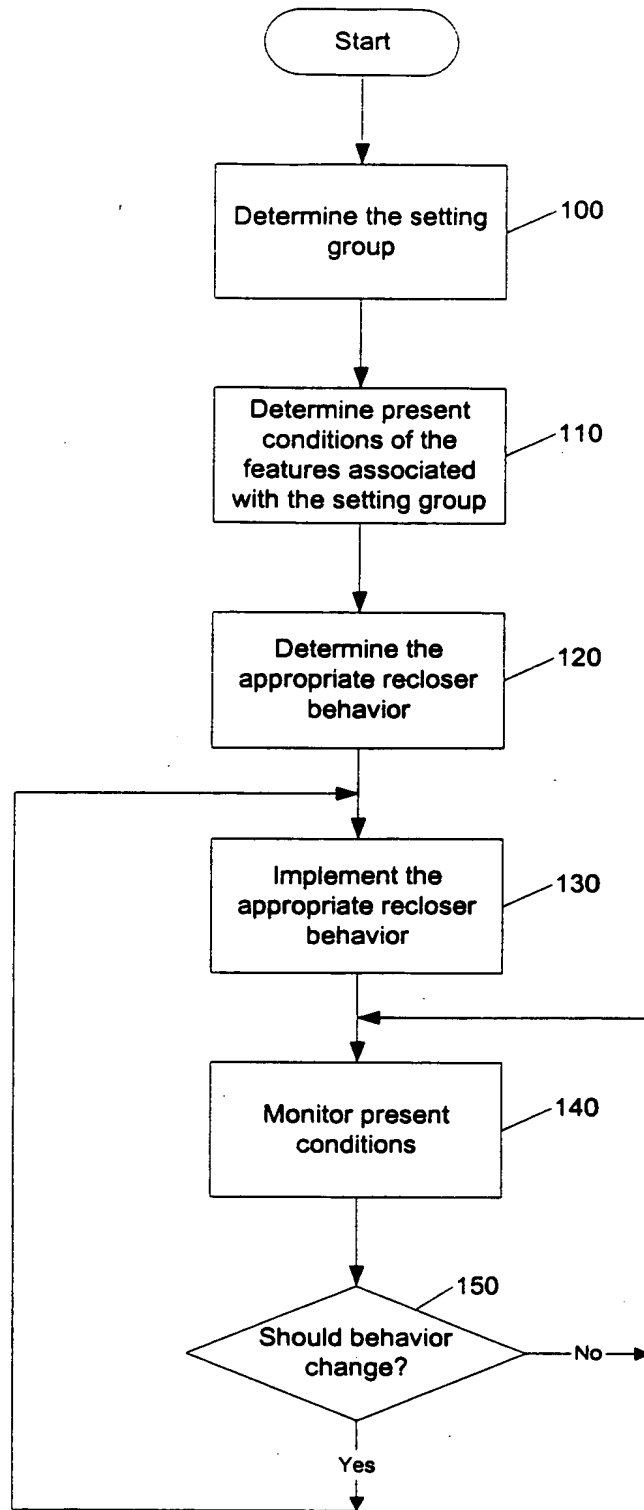 Start
Determine the setting
group
100
Determine present
conditions of the
features associated
with the setting group
110
Determine the
appropriate recloser
behavior
120
Implement the
appropriate recloser
behavior
130
Monitor present
conditions
140
150
Should behavior
change?
No
Yes